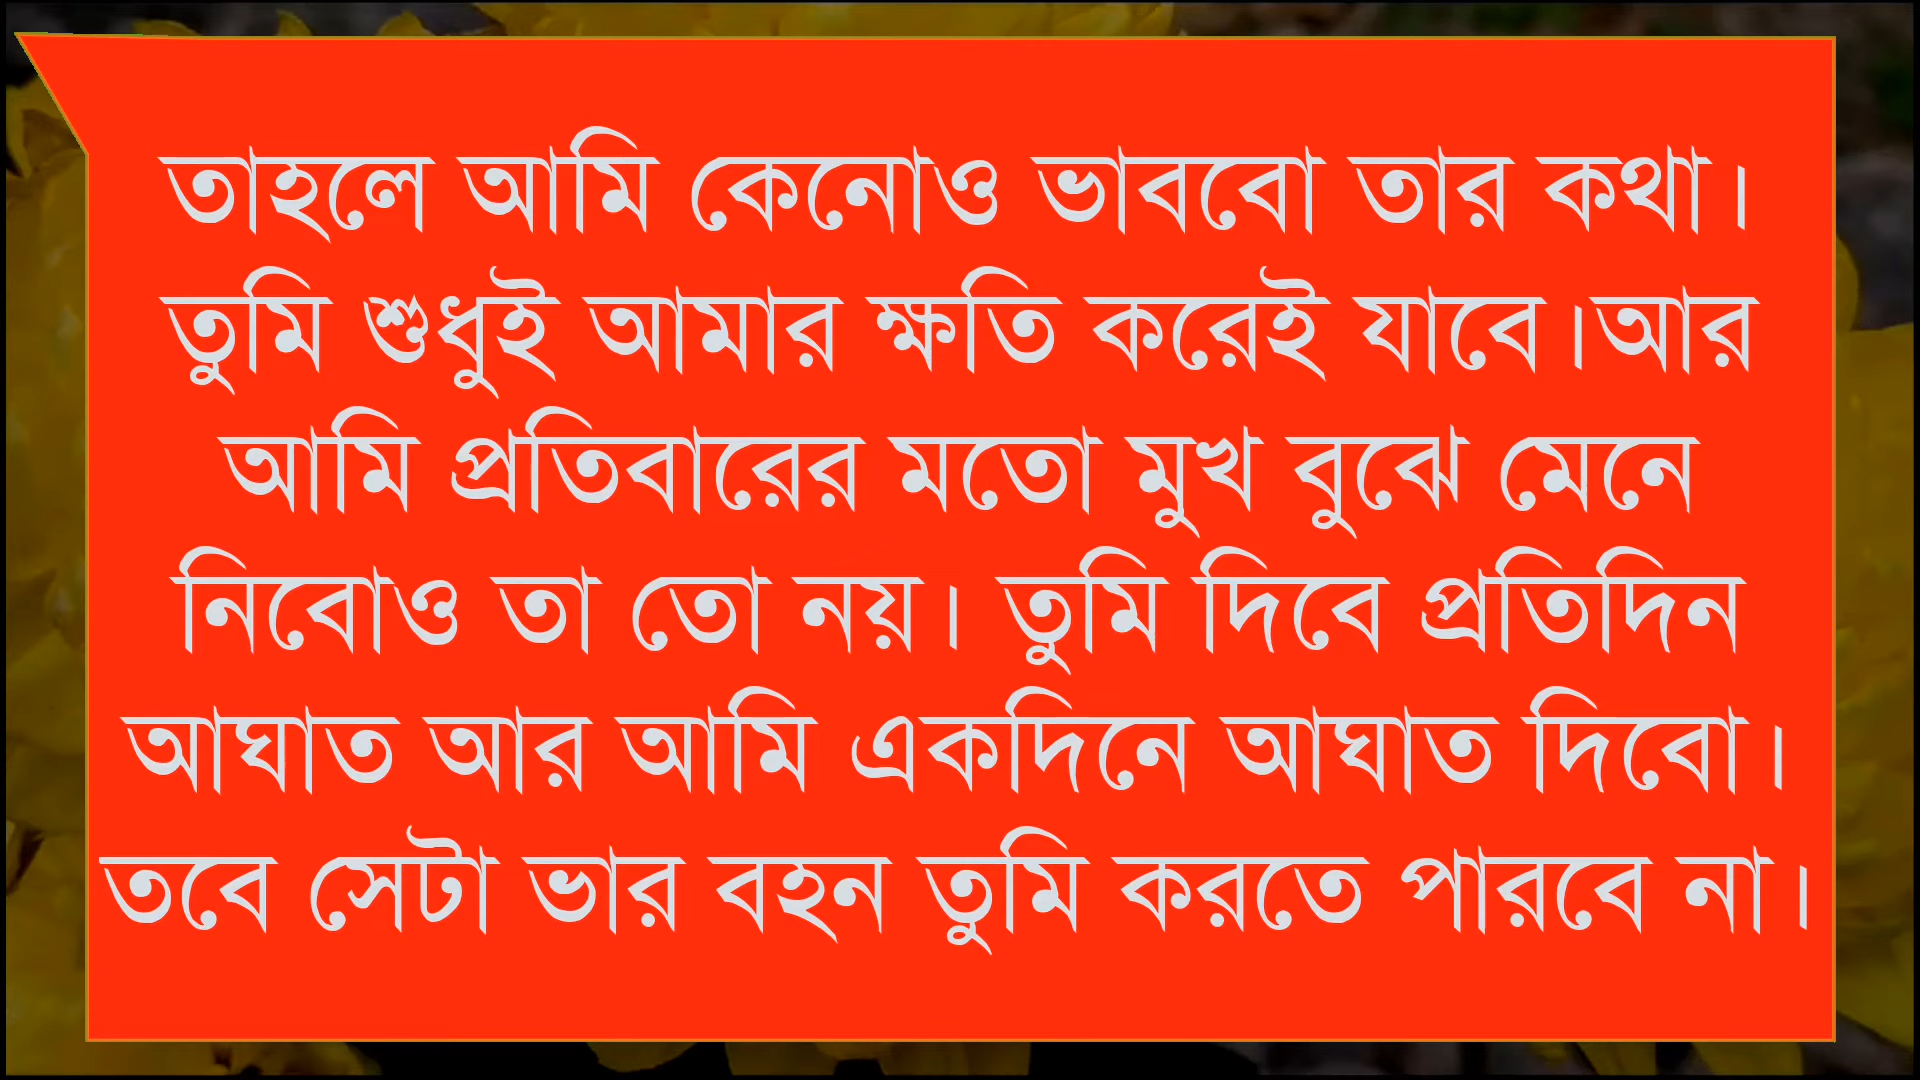 তাহলে আমি কেনোও ভাববো তার কথা।
তুমি শুধুই আমার ক্ষতি করেই যাবে।আর
আমি প্রতিবারের মতো মুখ বুঝে মেনে
নিবোও তা তো নয়। তুমি দিবে প্রতিদিন
আঘাত আর আমি একদিনে আঘাত দিবো।
তবে সেটা ভার বহন তুমি করতে পারবে না।